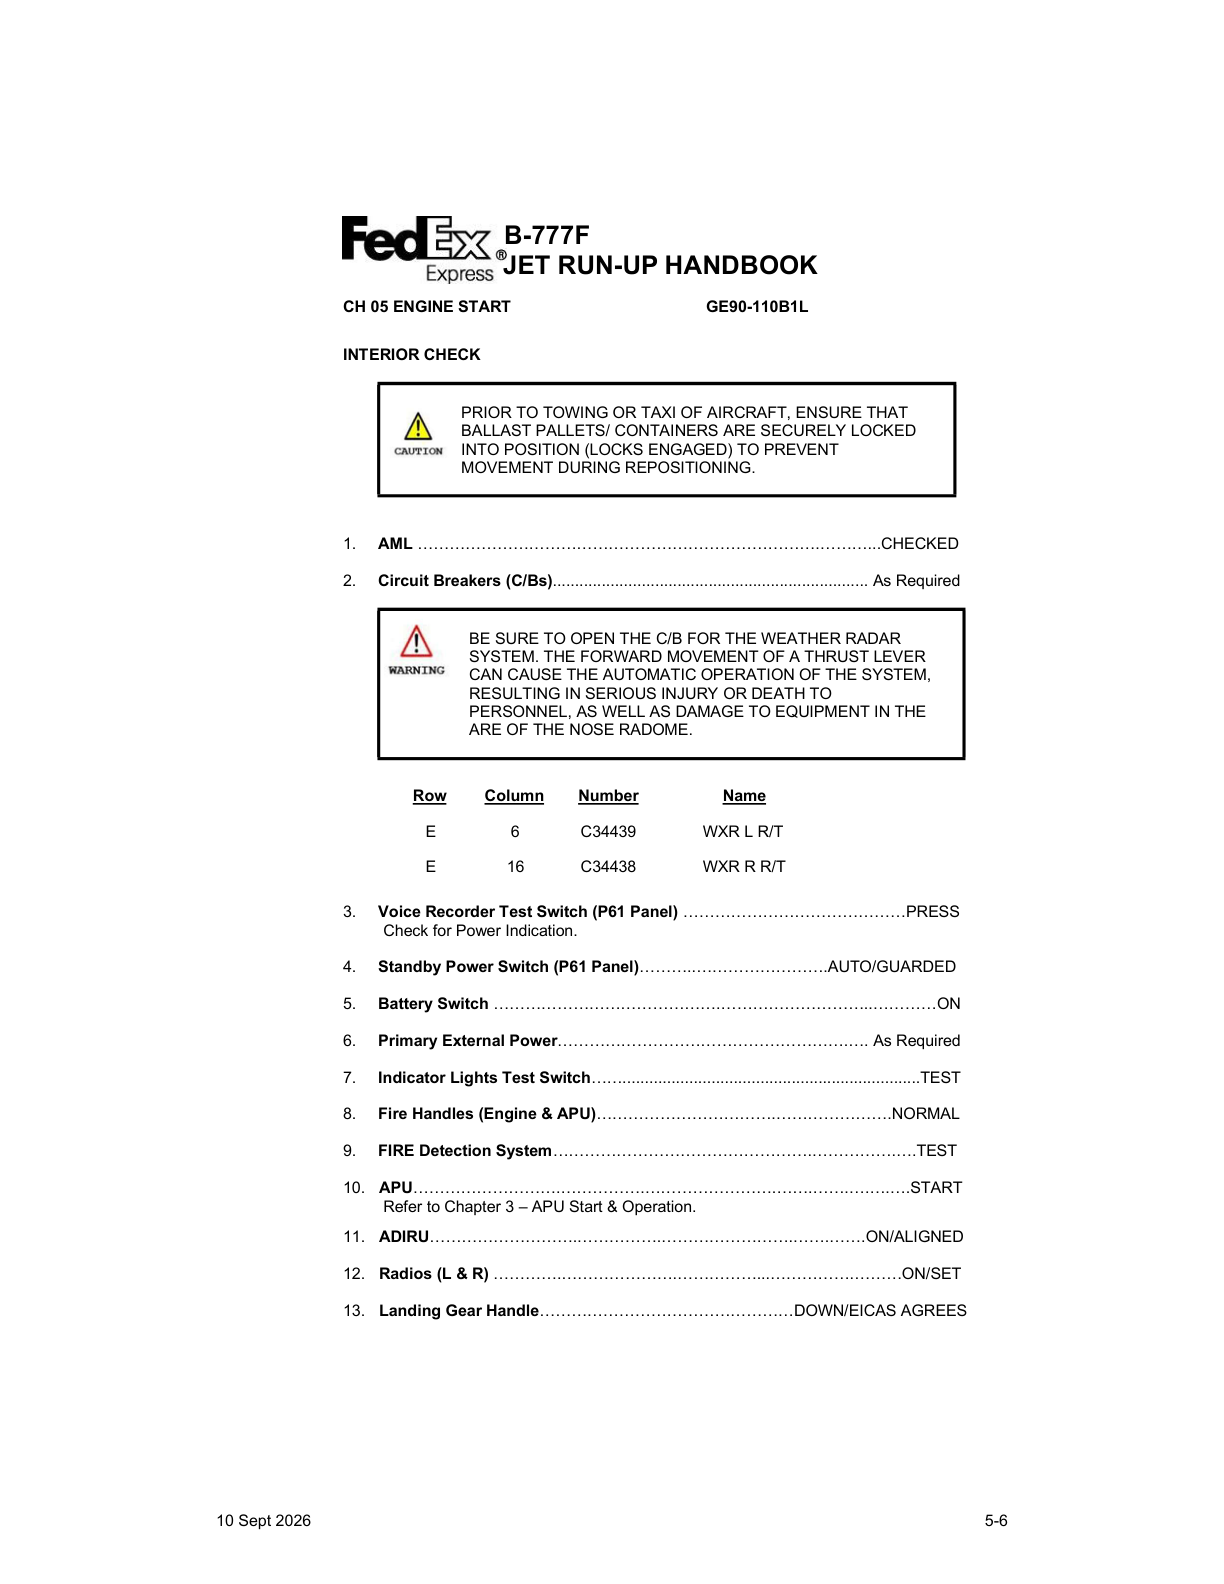 FedEx® B-777F
Express JET RUN-UP HANDBOOK
CH 05 ENGINE START GE90-110B1L
INTERIOR CHECK
PRIOR TO TOWING OR TAXI OF AIRCRAFT, ENSURE THAT
BALLAST PALLETS/ CONTAINERS ARE SECURELY LOCKED
INTO POSITION (LOCKS ENGAGED) TO PREVENT
MOVEMENT DURING REPOSITIONING.
CAUTION
1. AML ………………………………………………………………………...CHECKED
2. Circuit Breakers (C/Bs)....................................................................... As Required
BE SURE TO OPEN THE C/B FOR THE WEATHER RADAR
SYSTEM. THE FORWARD MOVEMENT OF A THRUST LEVER
CAN CAUSE THE AUTOMATIC OPERATION OF THE SYSTEM,
RESULTING IN SERIOUS INJURY OR DEATH TO
PERSONNEL, AS WELL AS DAMAGE TO EQUIPMENT IN THE
ARE OF THE NOSE RADOME.
WARNING
Row Column Number Name
E 6 C34439 WXR L R/T
E 16 C34438 WXR R R/T
3. Voice Recorder Test Switch (P61 Panel) ……………………………………PRESS
Check for Power Indication.
4. Standby Power Switch (P61 Panel)……….…………………….AUTO/GUARDED
5. Battery Switch ……………………………………………………………...…………ON
6. Primary External Power…………………………………………………. As Required
7. Indicator Lights Test Switch…….....................................................................TEST
8. Fire Handles (Engine & APU)……………………………………………….NORMAL
9. FIRE Detection System…………………………………………………………….TEST
10. APU………………………………………………………………………………….START
Refer to Chapter 3 – APU Start & Operation.
11. ADIRU……………………………………………………………………….ON/ALIGNED
12. Radios (L & R) ……………………………………………...……………………ON/SET
13. Landing Gear Handle…………………………………………DOWN/EICAS AGREES
10 Sept 2026 5-6